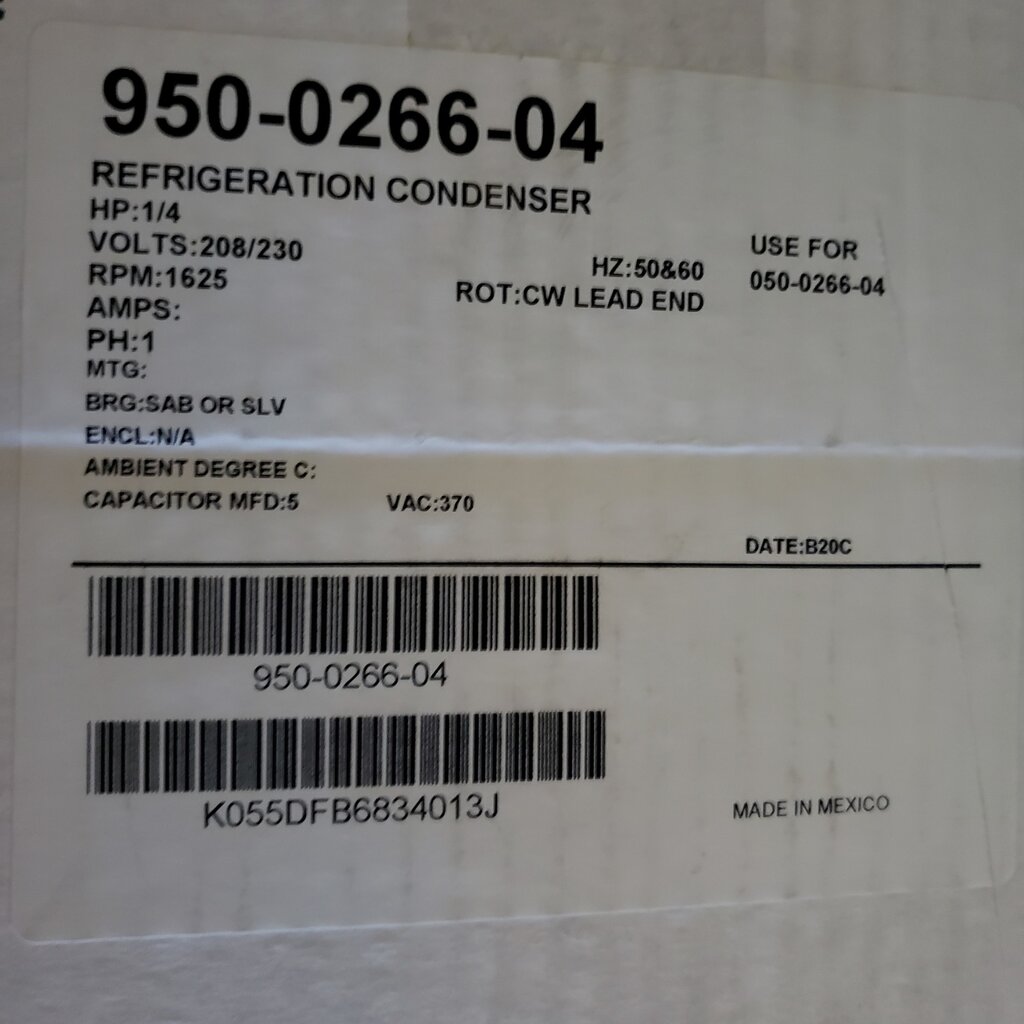 950-0266-04
REFRIGERATION CONDENSER
HP:1/4
VOLTS:208/230
RPM:1625
AMPS:
PH:1
MTG:
BRG:SAB OR SLV
ENCL:N/A
AMBIENT DEGREE C:
CAPACITOR MFD:5 VAC:370
HZ:50&60
ROT:CW LEAD END
USE FOR
050-0266-04
DATE:B20C
950-0266-04
K055DFB6834013J
MADE IN MEXICO